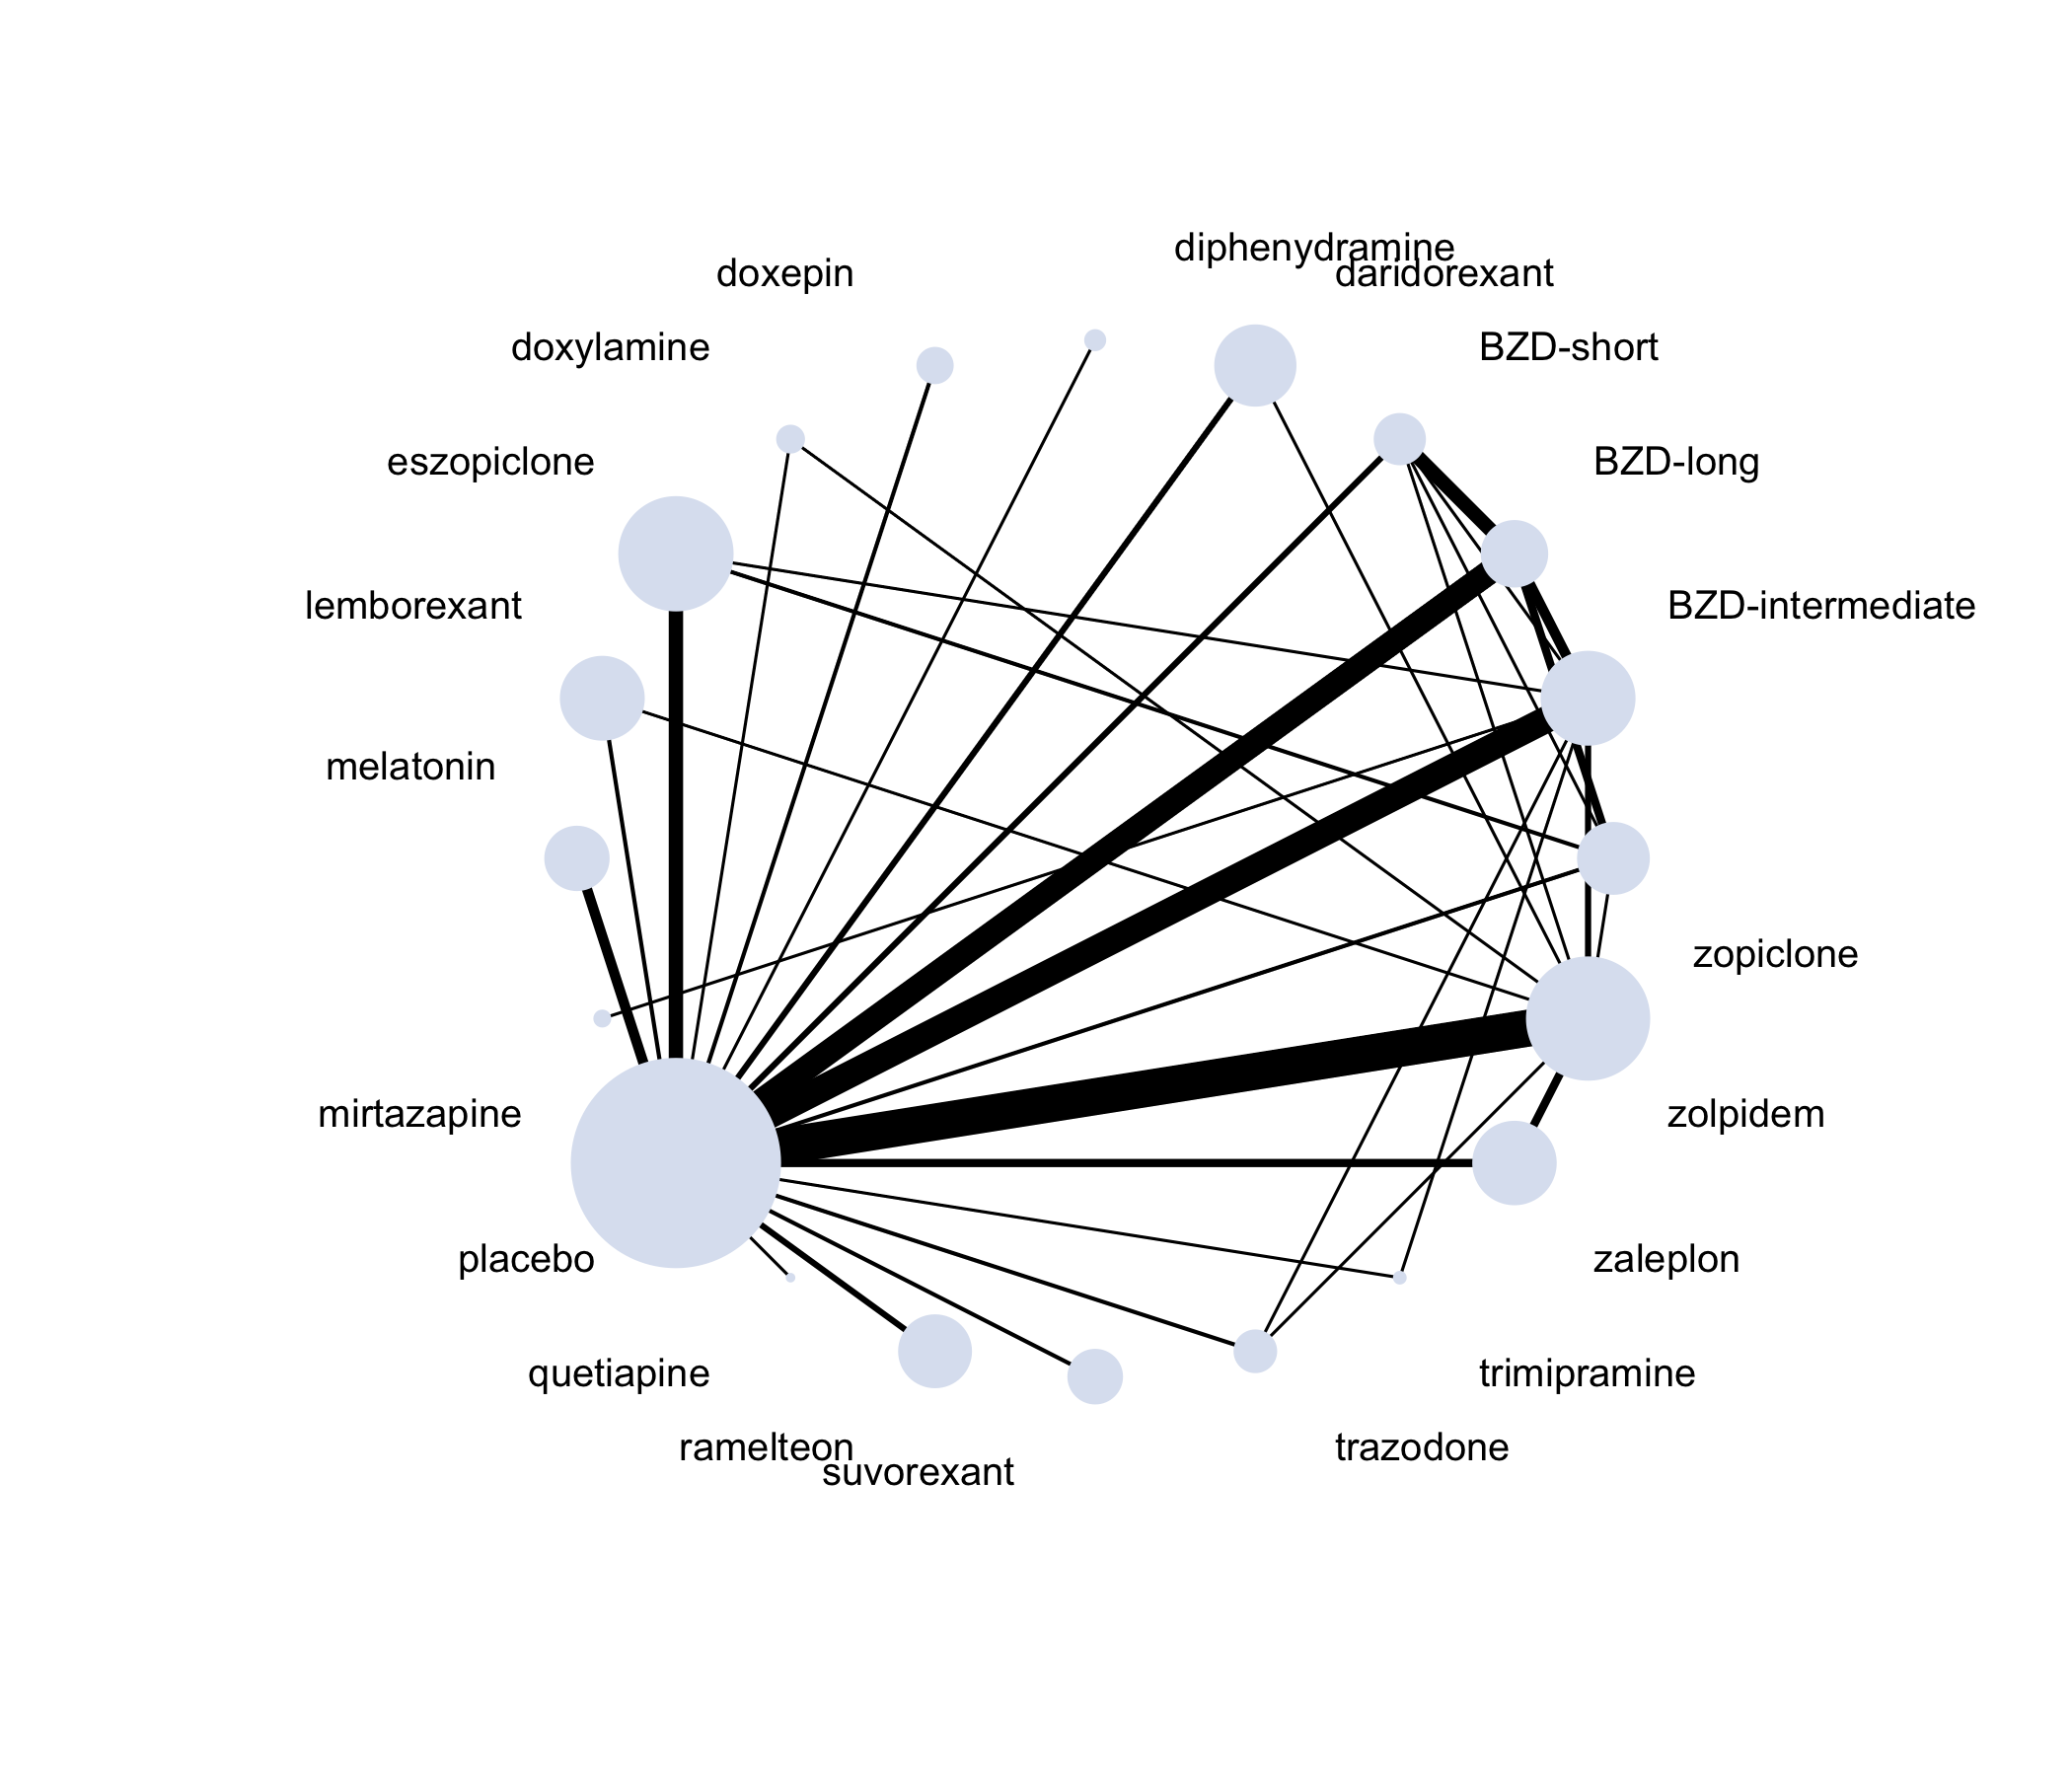 diphenydramine
daridorexant
doxepin
doxylamine
BZD-short
eszopiclone
BZD-long
lemborexant
BZD-intermediate
melatonin
zopiclone
mirtazapine
zolpidem
placebo
zaleplon
quetiapine
trimipramine
ramelteon
trazodone
suvorexant